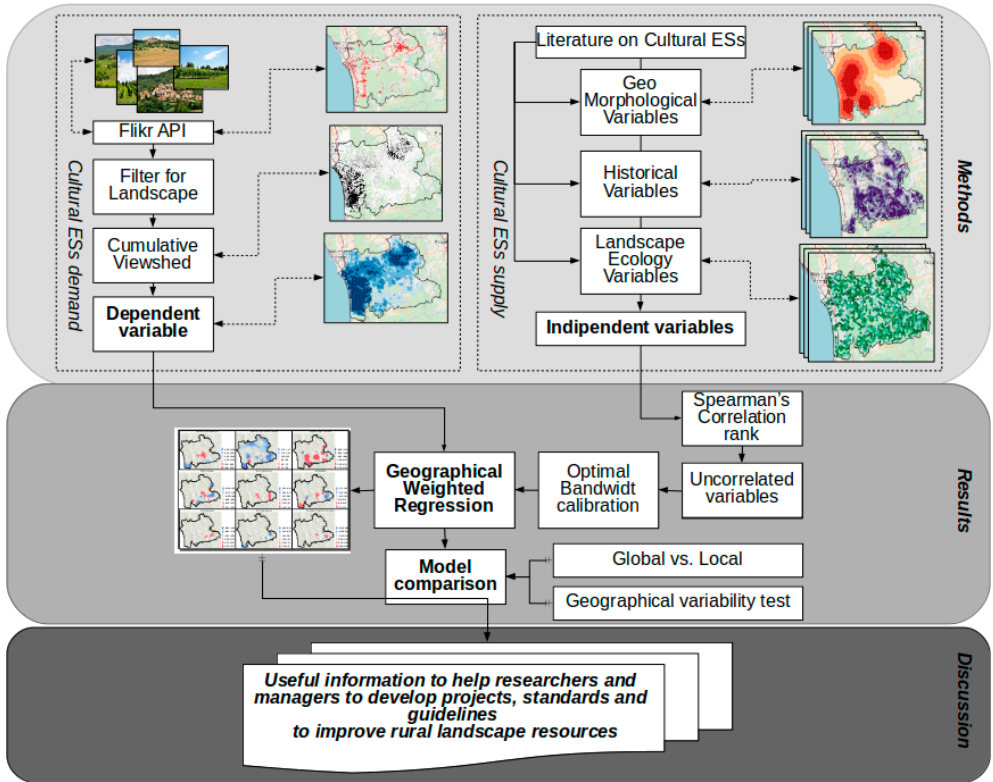 Flikr API
Filter for
Landscape
Cumulative
Viewshed
Dependent
variable
Cultural ESs demand
Literature on Cultural ESs
Geo
Morphological
Variables
Historical
Variables
Landscape
Ecology
Variables
Indipendent variables
Cultural ESs supply
Methods
Spearman's
Correlation
rank
Uncorrelated
variables
Optimal
Bandwidt
calibration
Geographical
Weighted
Regression
Model
comparison
Global vs. Local
Geographical variability test
Results
Useful information to help researchers and
managers to develop projects, standards and
guidelines
to improve rural landscape resources
Discussion